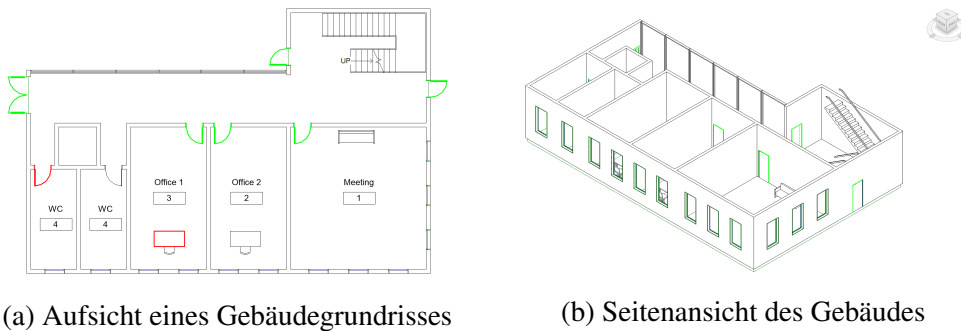 UP
Office 1
3
Office 2
2
Meeting
1
WC
4
WC
4
(a) Aufsicht eines Gebäudegrundrisses
(b) Seitenansicht des Gebäudes